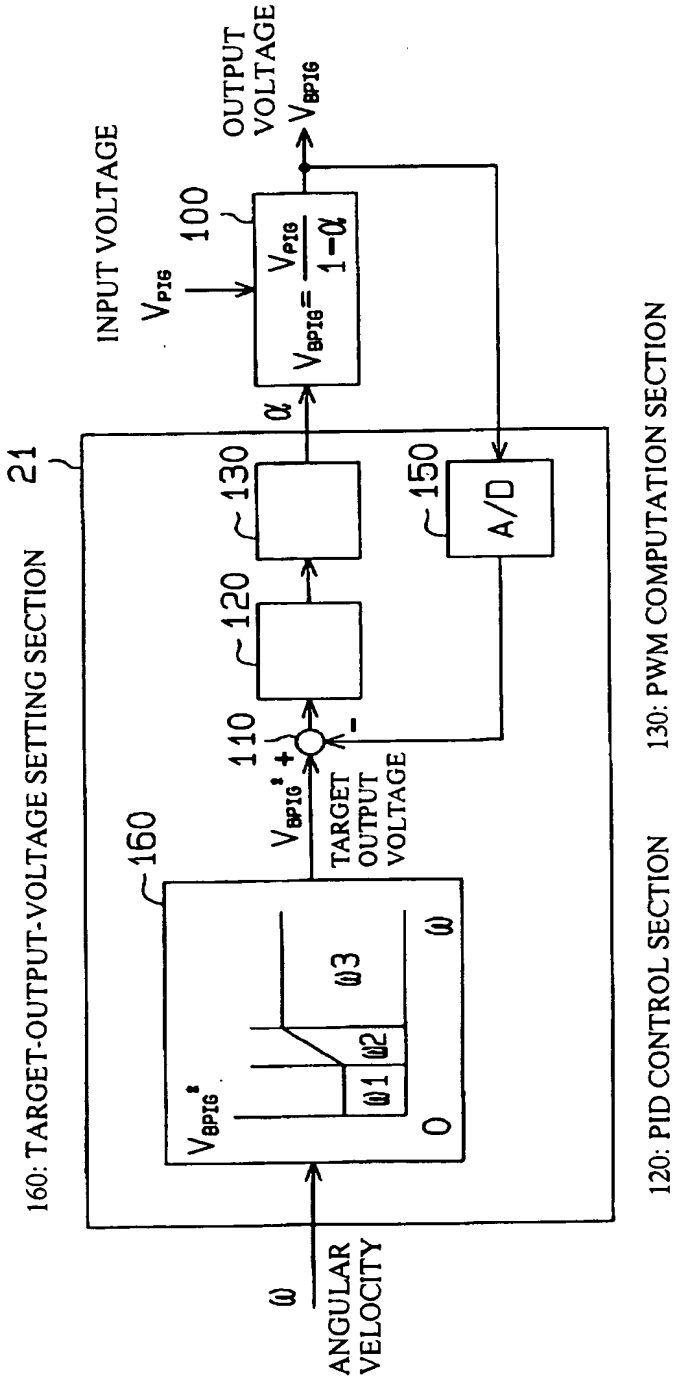 160: TARGET-OUTPUT-VOLTAGE SETTING SECTION
21
INPUT VOLTAGE
V_PIG
OUTPUT
VOLTAGE
V_BPIG
100
V_BPIG = V_PIG / 1-α
α
130
120
110
V_BPIG*
+
-
TARGET
OUTPUT
VOLTAGE
160
V_BPIG*
ω1
ω2
ω3
0
ω
ω
ANGULAR
VELOCITY
150
A/D
120: PID CONTROL SECTION
130: PWM COMPUTATION SECTION